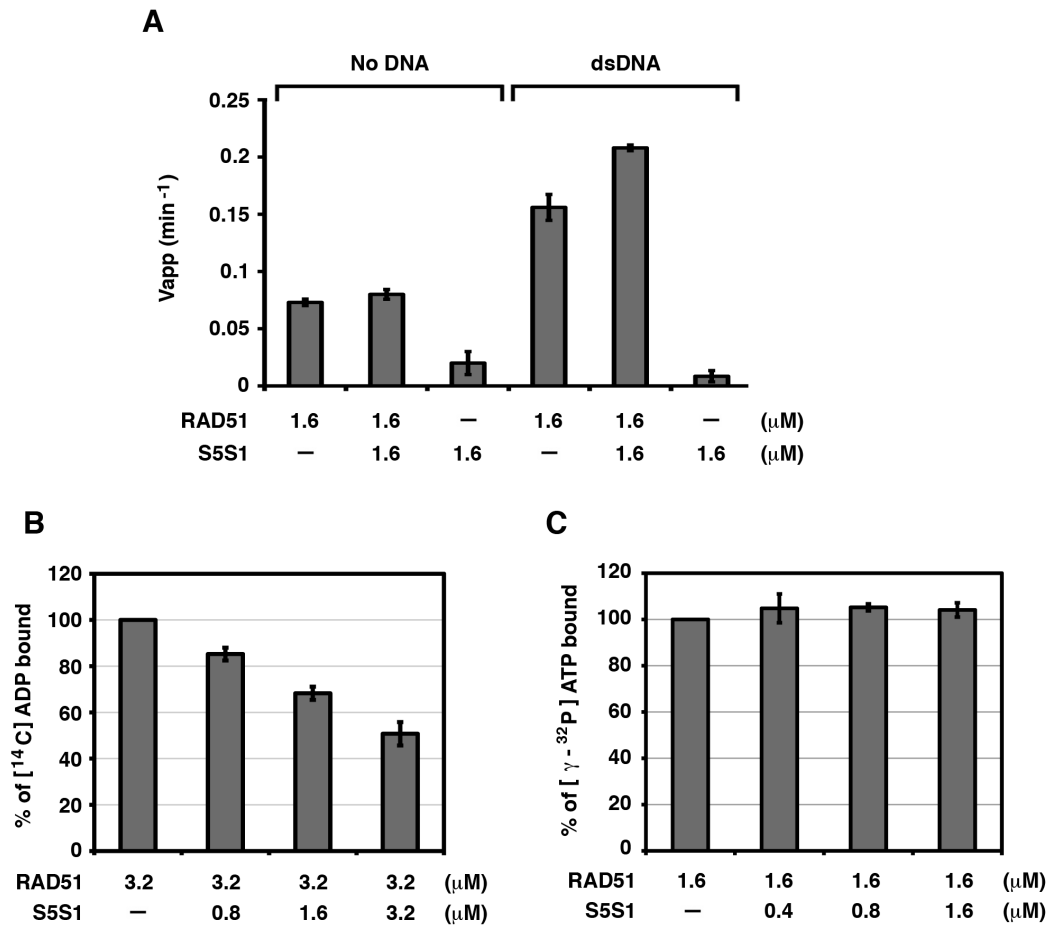 A
No DNA
dsDNA
Vapp (min⁻¹)
0.25
0.2
0.15
0.1
0.05
0
RAD51 1.6 1.6 – 1.6 1.6 – (μM)
S5S1 – 1.6 1.6 – 1.6 1.6 (μM)
B
% of [¹⁴C] ADP bound
120
100
80
60
40
20
0
RAD51 3.2 3.2 3.2 3.2 (μM)
S5S1 – 0.8 1.6 3.2 (μM)
C
% of [ γ - ³²P ] ATP bound
120
100
80
60
40
20
0
RAD51 1.6 1.6 1.6 1.6 (μM)
S5S1 – 0.4 0.8 1.6 (μM)